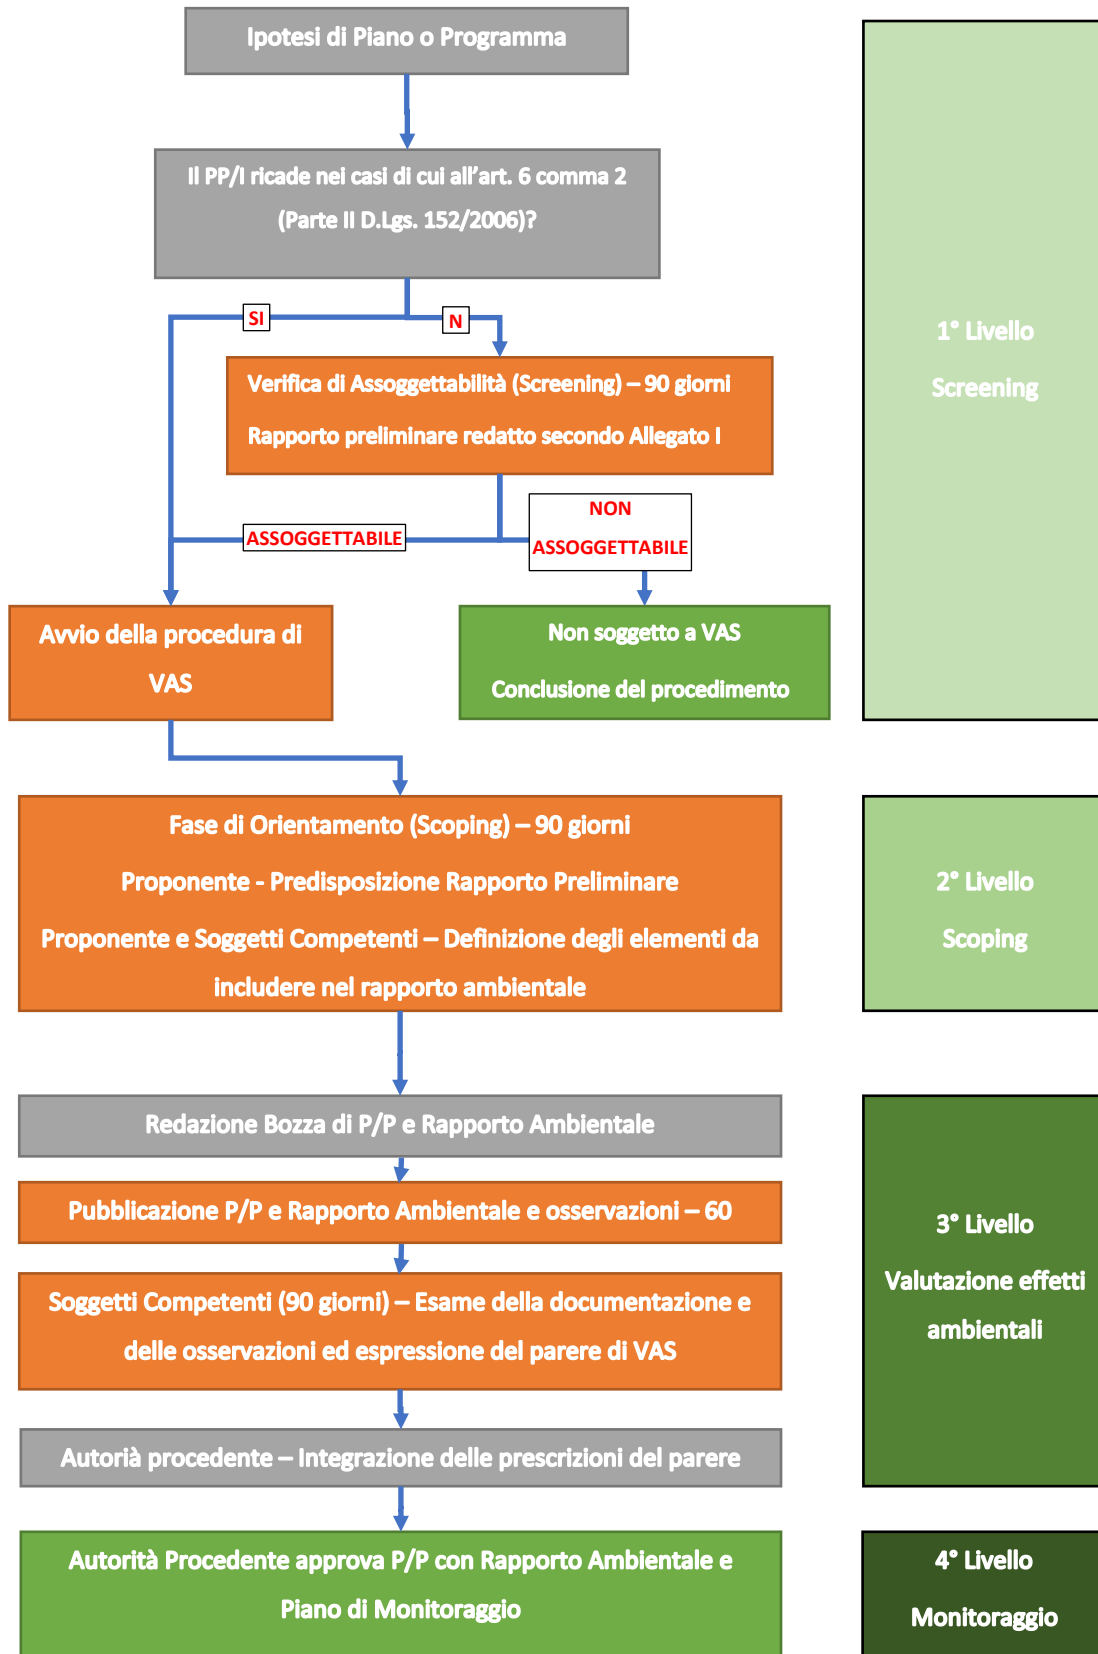 Ipotesi di Piano o Programma
Il PP/I ricade nei casi di cui all'art. 6 comma 2
(Parte II D.Lgs. 152/2006)?
SI
N
Verifica di Assoggettabilità (Screening) – 90 giorni
Rapporto preliminare redatto secondo Allegato I
ASSOGGETTABILE
NON
ASSOGGETTABILE
Avvio della procedura di
VAS
Non soggetto a VAS
Conclusione del procedimento
1° Livello
Screening
Fase di Orientamento (Scoping) – 90 giorni
Proponente - Predisposizione Rapporto Preliminare
Proponente e Soggetti Competenti – Definizione degli elementi da
includere nel rapporto ambientale
2° Livello
Scoping
Redazione Bozza di P/P e Rapporto Ambientale
Pubblicazione P/P e Rapporto Ambientale e osservazioni – 60
Soggetti Competenti (90 giorni) – Esame della documentazione e
delle osservazioni ed espressione del parere di VAS
Autorià procedente – Integrazione delle prescrizioni del parere
3° Livello
Valutazione effetti
ambientali
Autorità Procedente approva P/P con Rapporto Ambientale e
Piano di Monitoraggio
4° Livello
Monitoraggio